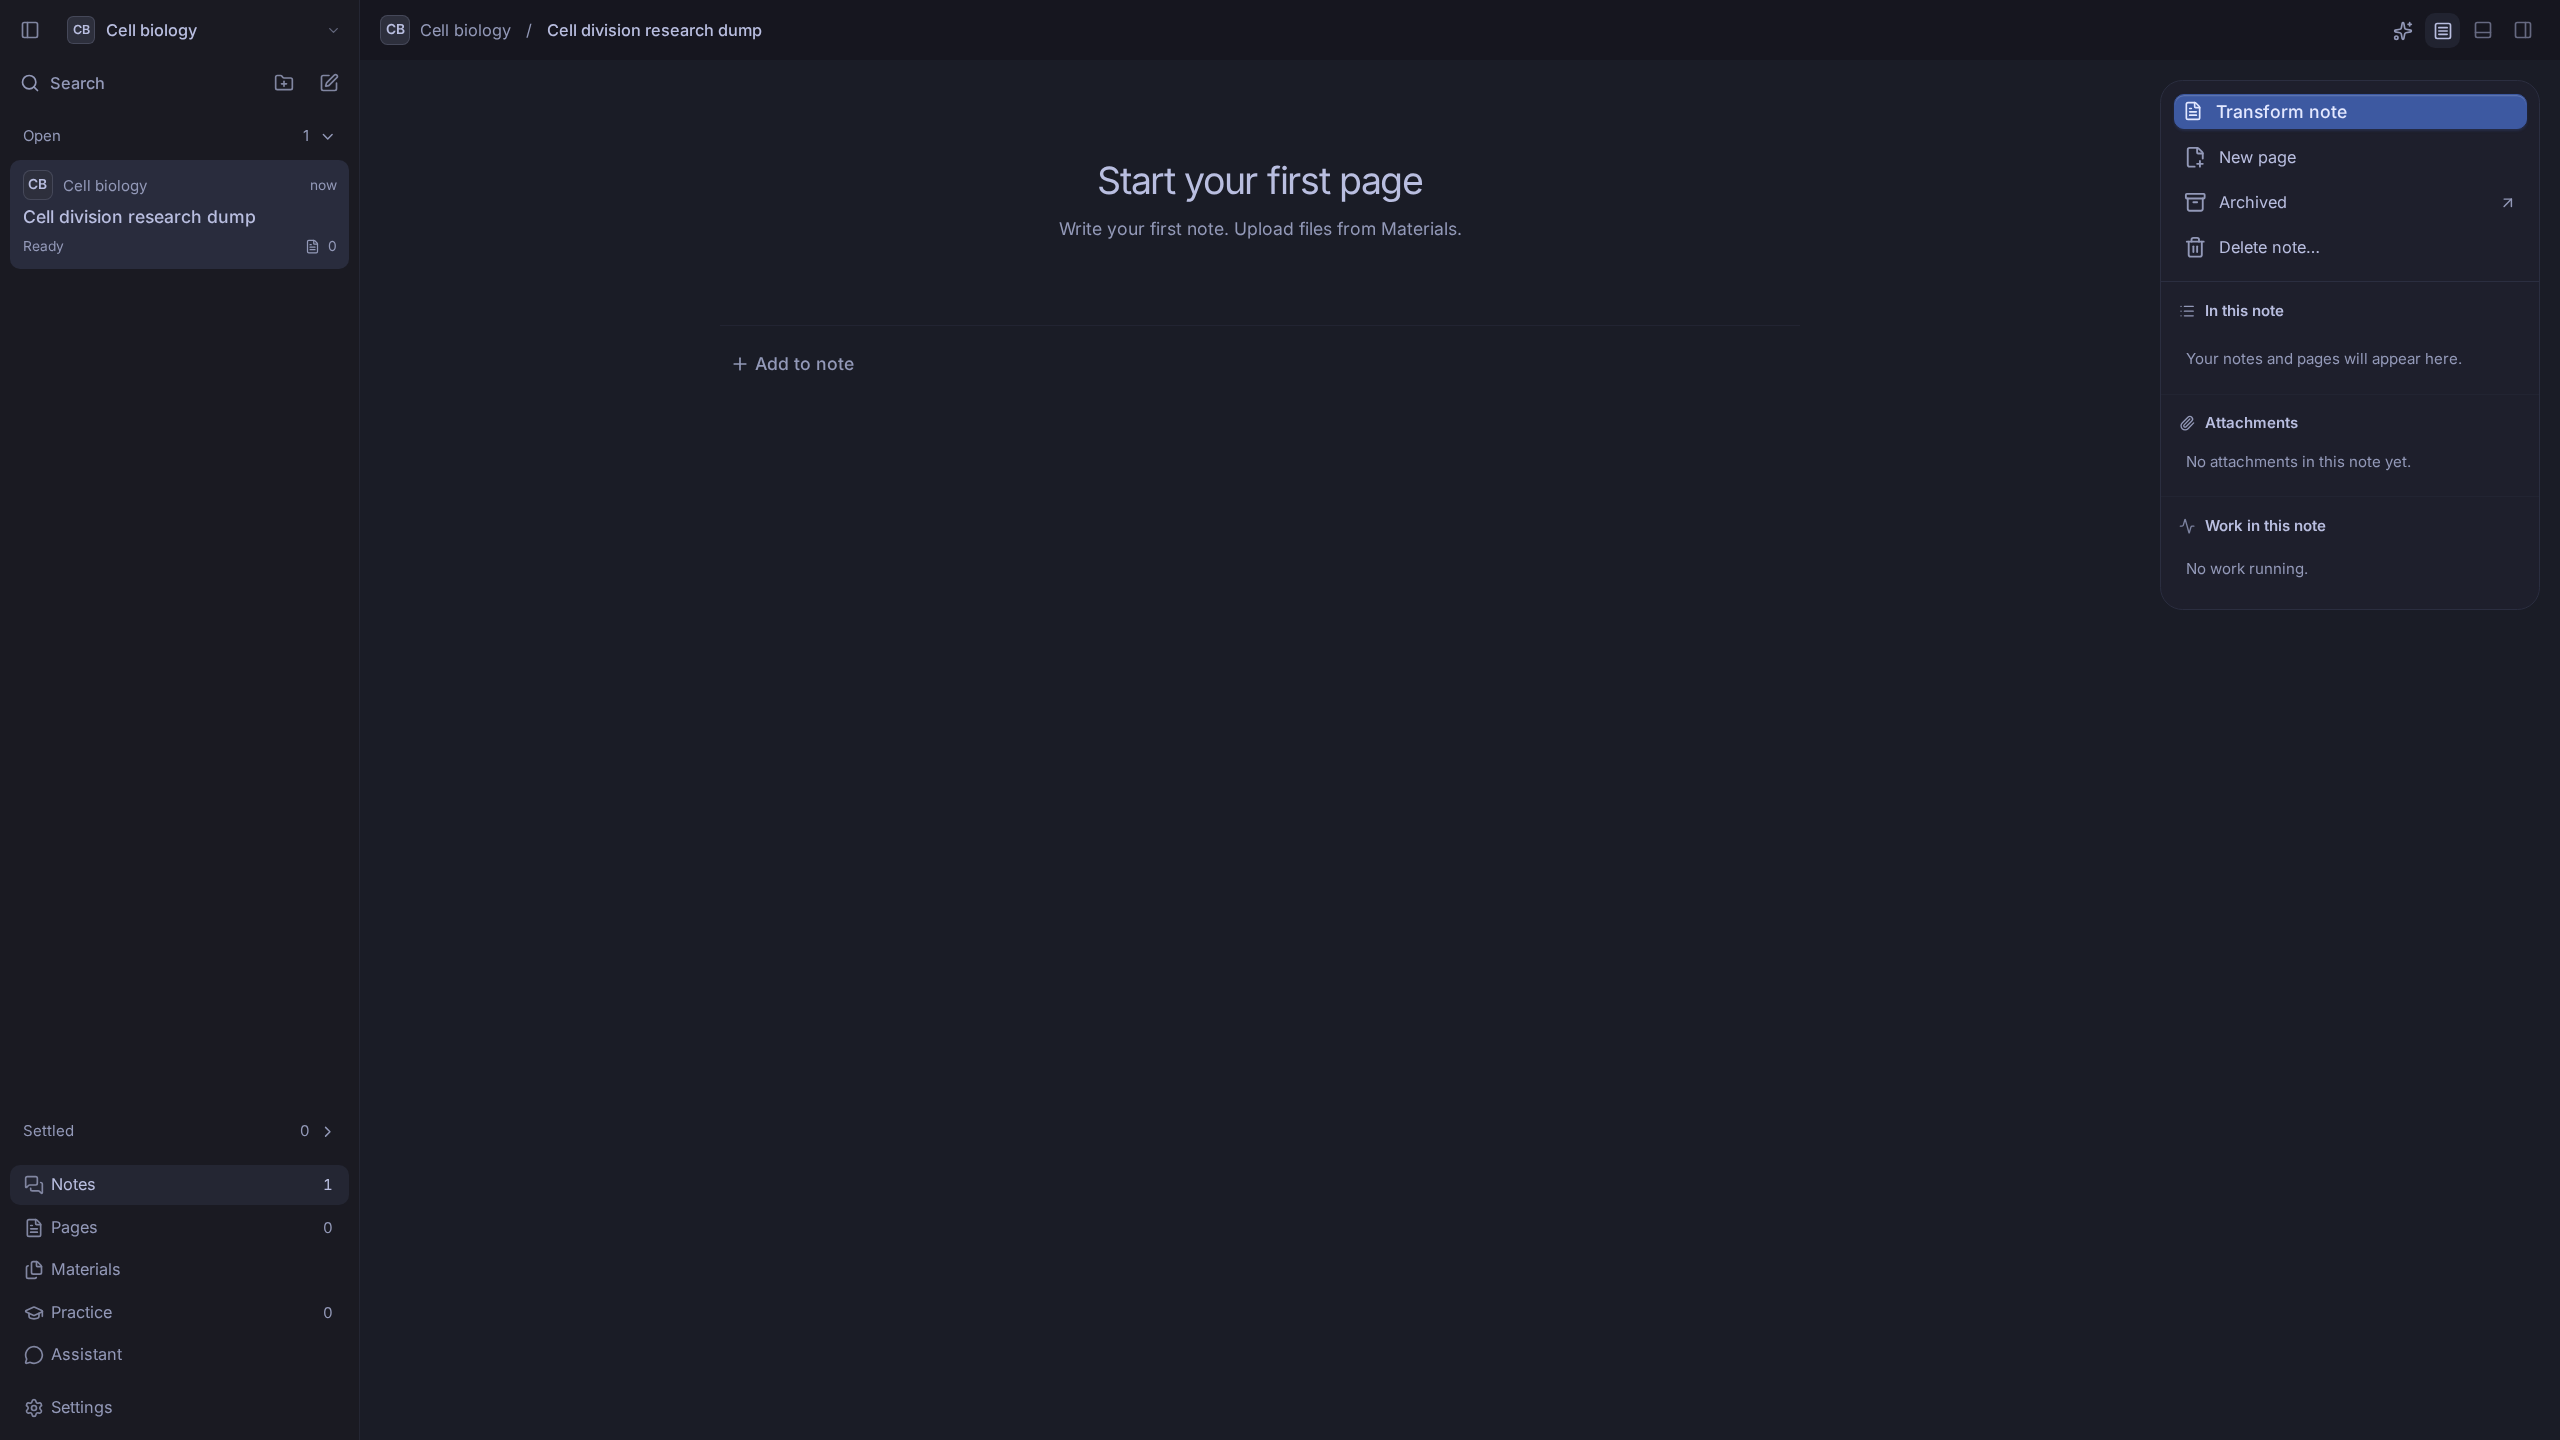 CB Cell biology
Search
Open 1
CB Cell biology now
Cell division research dump
Ready 0
Settled 0
Notes 1
Pages 0
Materials
Practice 0
Assistant
Settings
CB Cell biology / Cell division research dump
Start your first page
Write your first note. Upload files from Materials.
Add to note
Transform note
New page
Archived
Delete note...
In this note
Your notes and pages will appear here.
Attachments
No attachments in this note yet.
Work in this note
No work running.